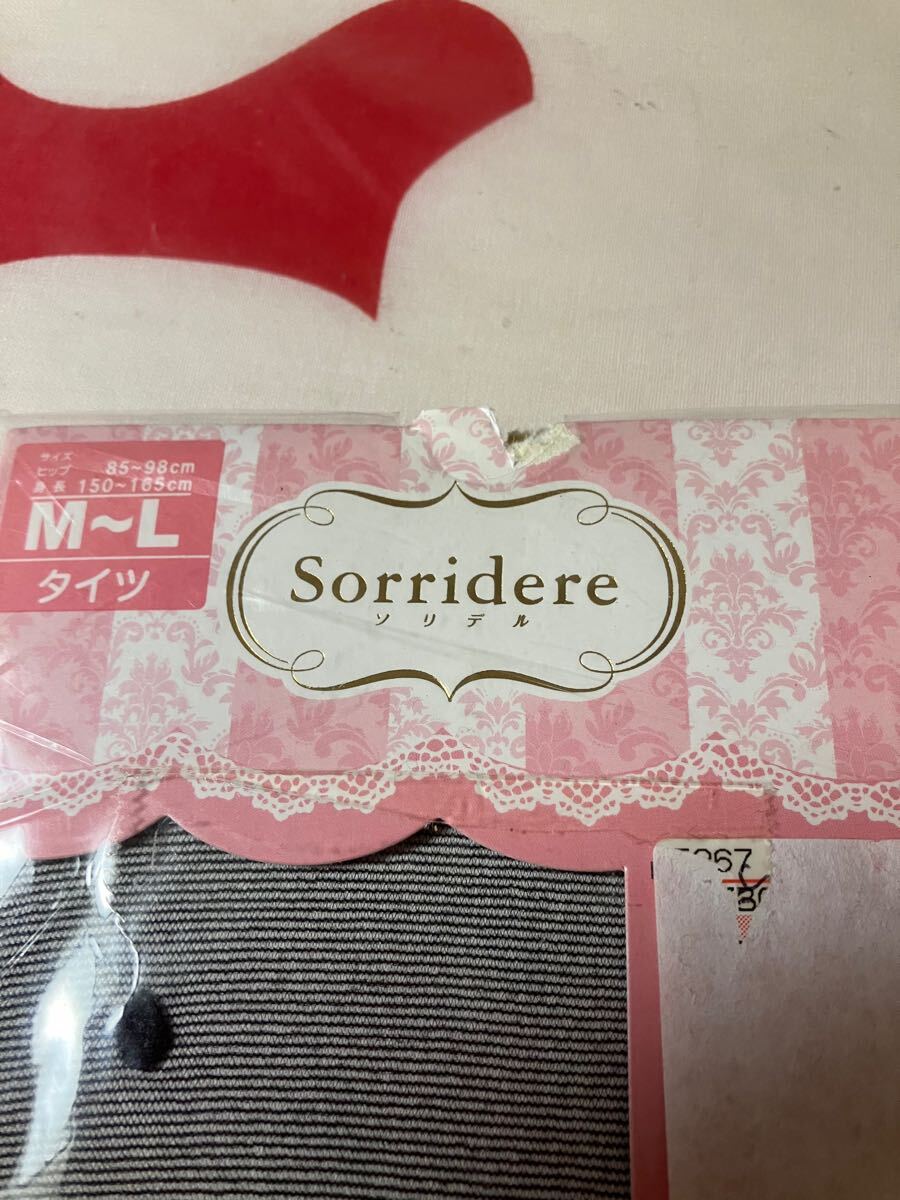 サイズ
ヒップ 85~98cm
身長 150~165cm
M~L
タイツ
Sorridere
ソリデル